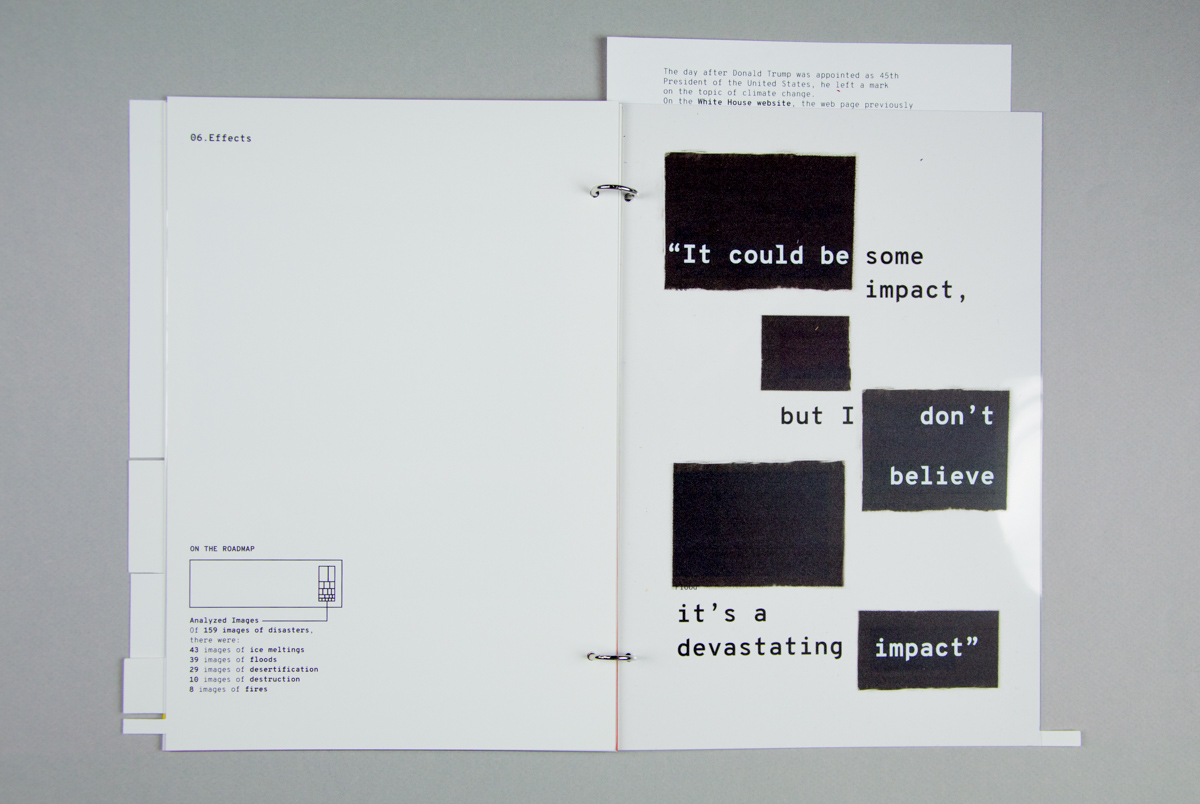 The day after Donald Trump was appointed as 45th
President of the United States, he left a mark
on the topic of climate change.
On the White House website, the web page previously
06.Effects
ON THE ROADMAP
Analyzed Images
Of 159 images of disasters,
there were:
43 images of ice meltings
39 images of floods
29 images of desertification
10 images of destruction
8 images of fires
“It could be some
impact,
but I don’t
believe
it’s a
devastating impact”